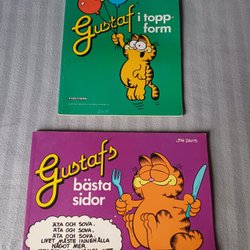 Gustaf i topp-
form
JIM DAVIS
Gustafs
bästa
sidor
ÄTA OCH SOVA.
ÄTA OCH SOVA.
ÄTA OCH SOVA.
LIVET MÅSTE INNEHÅLLA
NÅGOT MER